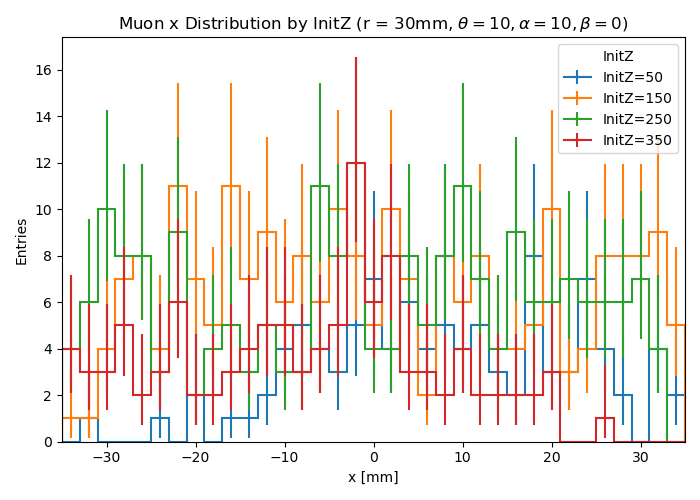 Muon x Distribution by InitZ (r = 30mm, θ = 10, α = 10, β = 0)
InitZ
InitZ=50
InitZ=150
InitZ=250
InitZ=350
Entries
16
14
12
10
8
6
4
2
0
−30 −20 −10 0 10 20 30
x [mm]